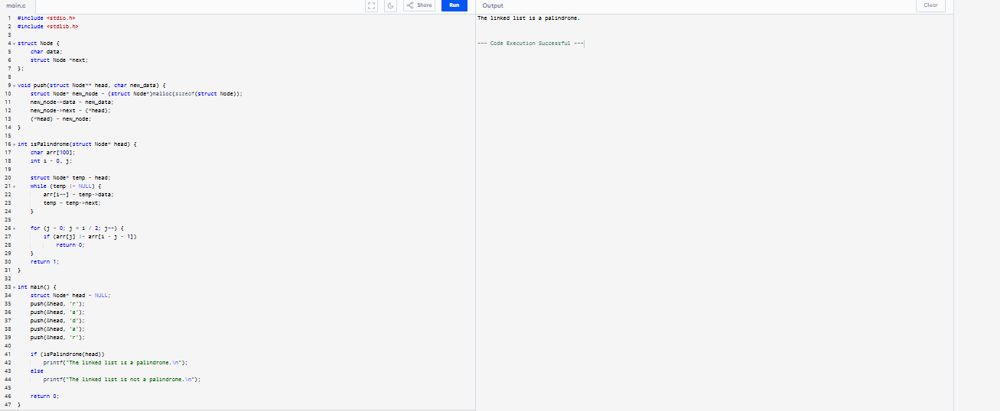 main.c
Share
Run
Output
Clear
1 #include <stdio.h>
2 #include <stdlib.h>
3
4 struct Node {
5 char data;
6 struct Node *next;
7 };
8
9 void push(struct Node** head, char new_data) {
10 struct Node* new_node = (struct Node*)malloc(sizeof(struct Node));
11 new_node->data = new_data;
12 new_node->next = (*head);
13 (*head) = new_node;
14 }
15
16 int isPalindrome(struct Node* head) {
17 char arr[100];
18 int i = 0, j;
19
20 struct Node* temp = head;
21 while (temp != NULL) {
22 arr[i++] = temp->data;
23 temp = temp->next;
24 }
25
26 for (j = 0; j < i / 2; j++) {
27 if (arr[j] != arr[i - j - 1])
28 return 0;
29 }
30 return 1;
31 }
32
33 int main() {
34 struct Node* head = NULL;
35 push(&head, 'r');
36 push(&head, 'a');
37 push(&head, 'd');
38 push(&head, 'a');
39 push(&head, 'r');
40
41 if (isPalindrome(head))
42 printf("The linked list is a palindrome.\n");
43 else
44 printf("The linked list is not a palindrome.\n");
45
46 return 0;
47 }
The linked list is a palindrome.
--- Code Execution Successful ---